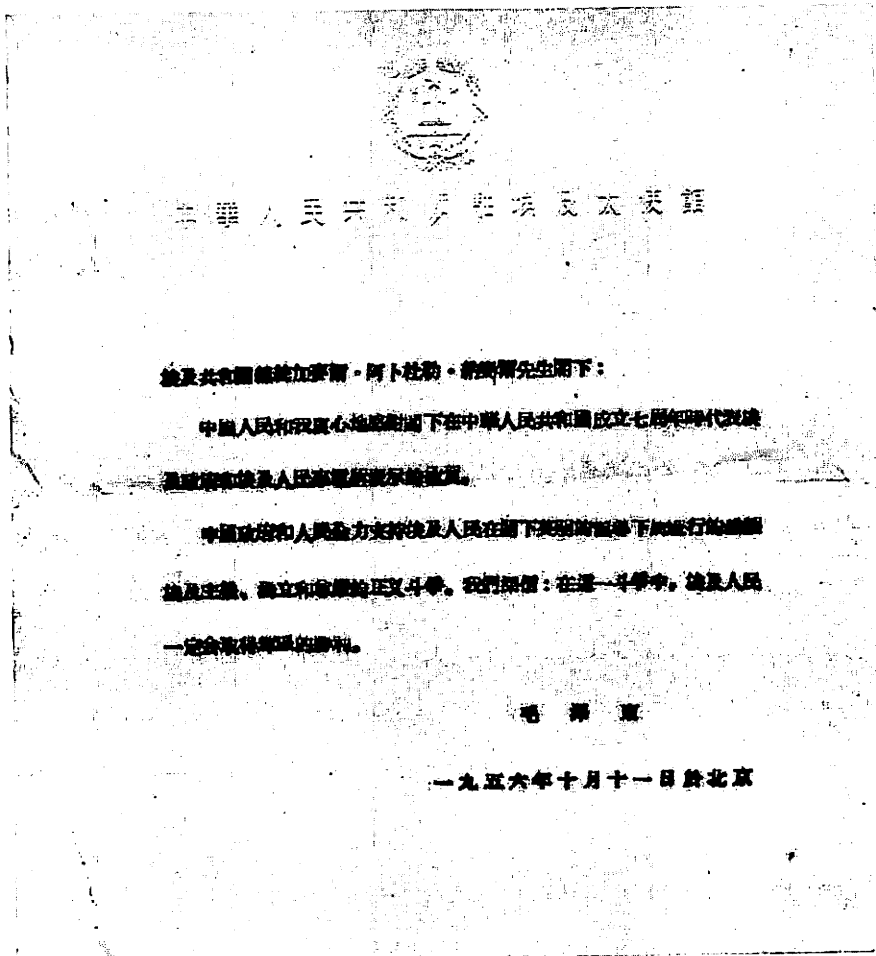 中華人民共和國駐埃及大使館
埃及共和國總統加麥爾·阿卜杜勒·納賽爾先生閣下：
中國人民和我衷心地感謝閣下在中華人民共和國成立七周年時代表埃
及政府和埃及人民來電所表示的祝賀。
中國政府和人民全力支持埃及人民在閣下英明的領導下所進行的維護
埃及主權、獨立和尊嚴的正义斗爭。我們深信：在這一斗爭中，埃及人民
一定會取得輝煌的勝利。
毛澤東
一九五六年十月十一日於北京